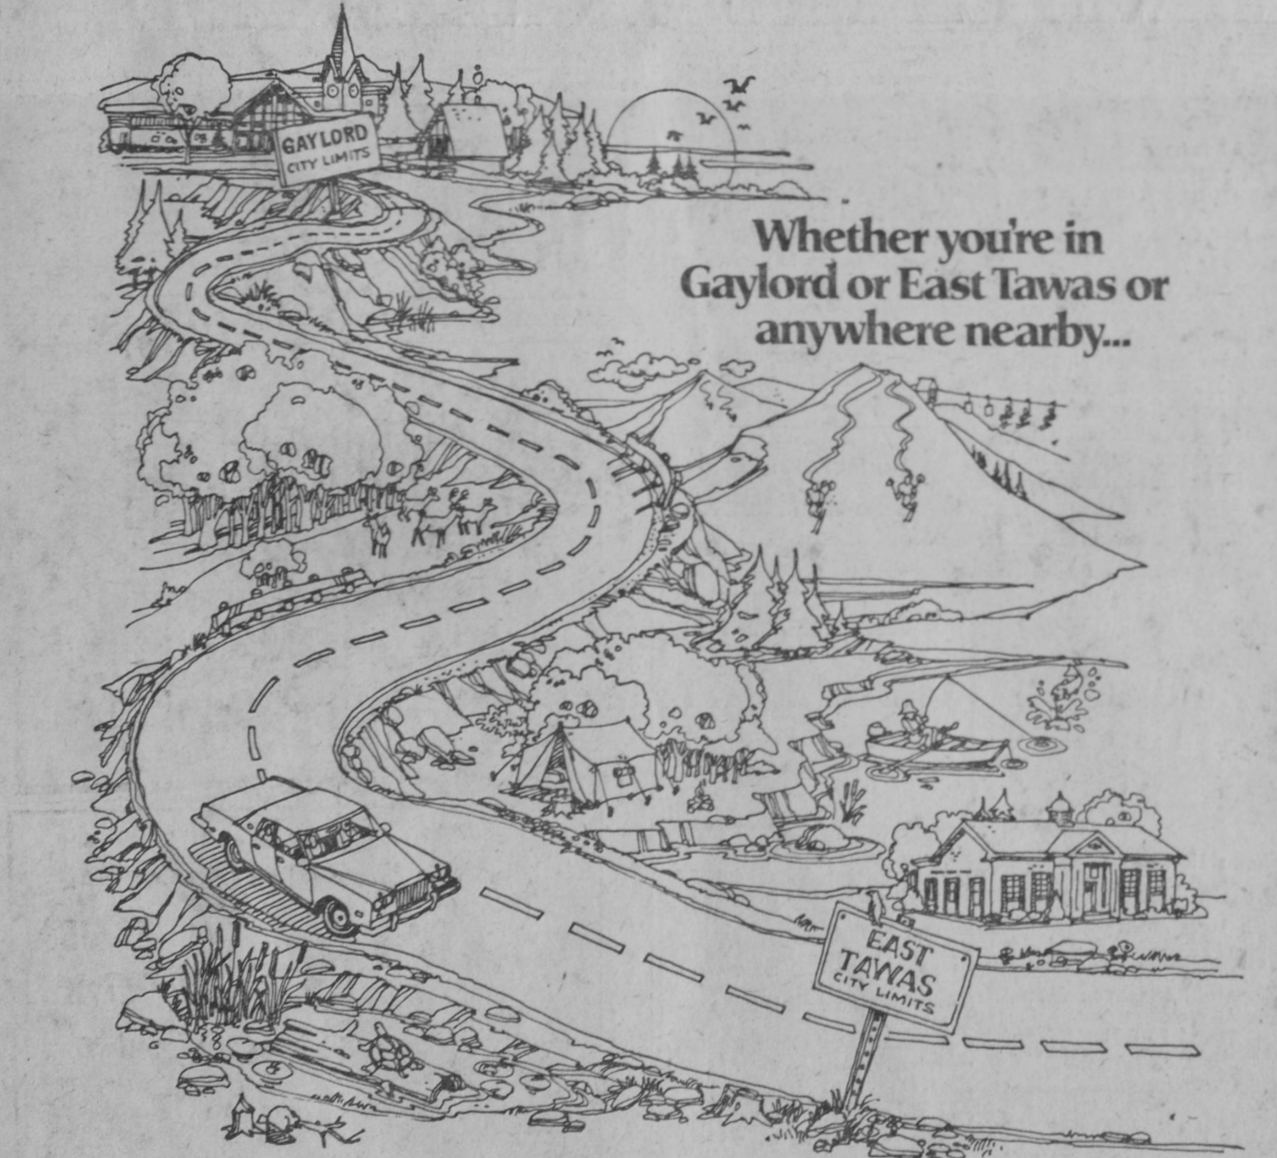 GAYLORD
CITY LIMITS
Whether you're in
Gaylord or East Tawas or
anywhere nearby...
EAST
TAWAS
CITY LIMITS